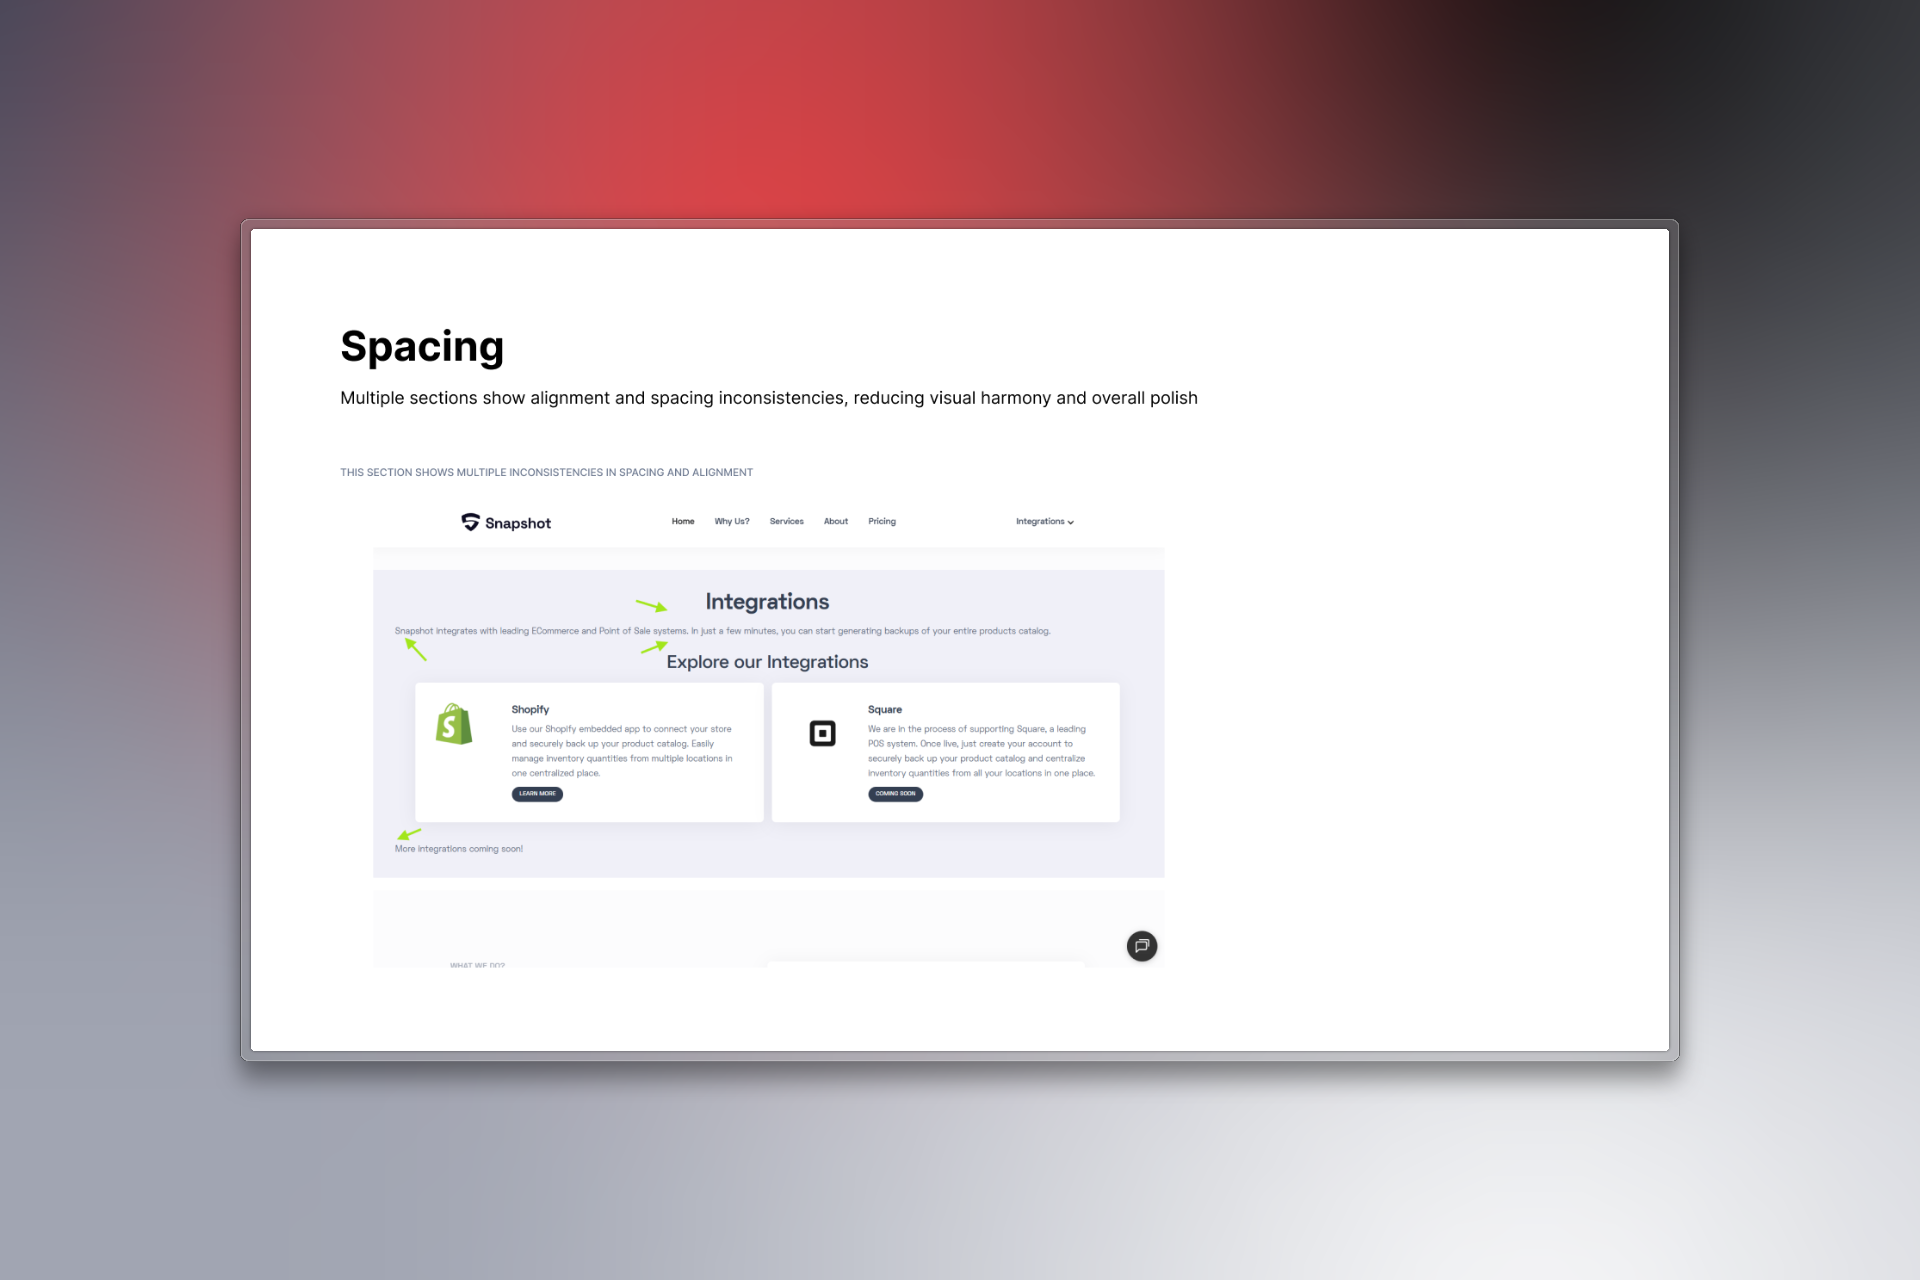 Spacing
Multiple sections show alignment and spacing inconsistencies, reducing visual harmony and overall polish
THIS SECTION SHOWS MULTIPLE INCONSISTENCIES IN SPACING AND ALIGNMENT
Snapshot
Home Why Us? Services About Pricing Integrations
Integrations
Snapshot integrates with leading ECommerce and Point of Sale systems. In just a few minutes, you can start generating backups of your entire products catalog.
Explore our Integrations
Shopify
Use our Shopify embedded app to connect your store
and securely back up your product catalog. Easily
manage inventory quantities from multiple locations in
one centralized place.
LEARN MORE
Square
We are in the process of supporting Square, a leading
POS system. Once live, just create your account to
securely back up your product catalog and centralize
inventory quantities from all your locations in one place.
COMING SOON
More integrations coming soon!
WHAT WE DO?